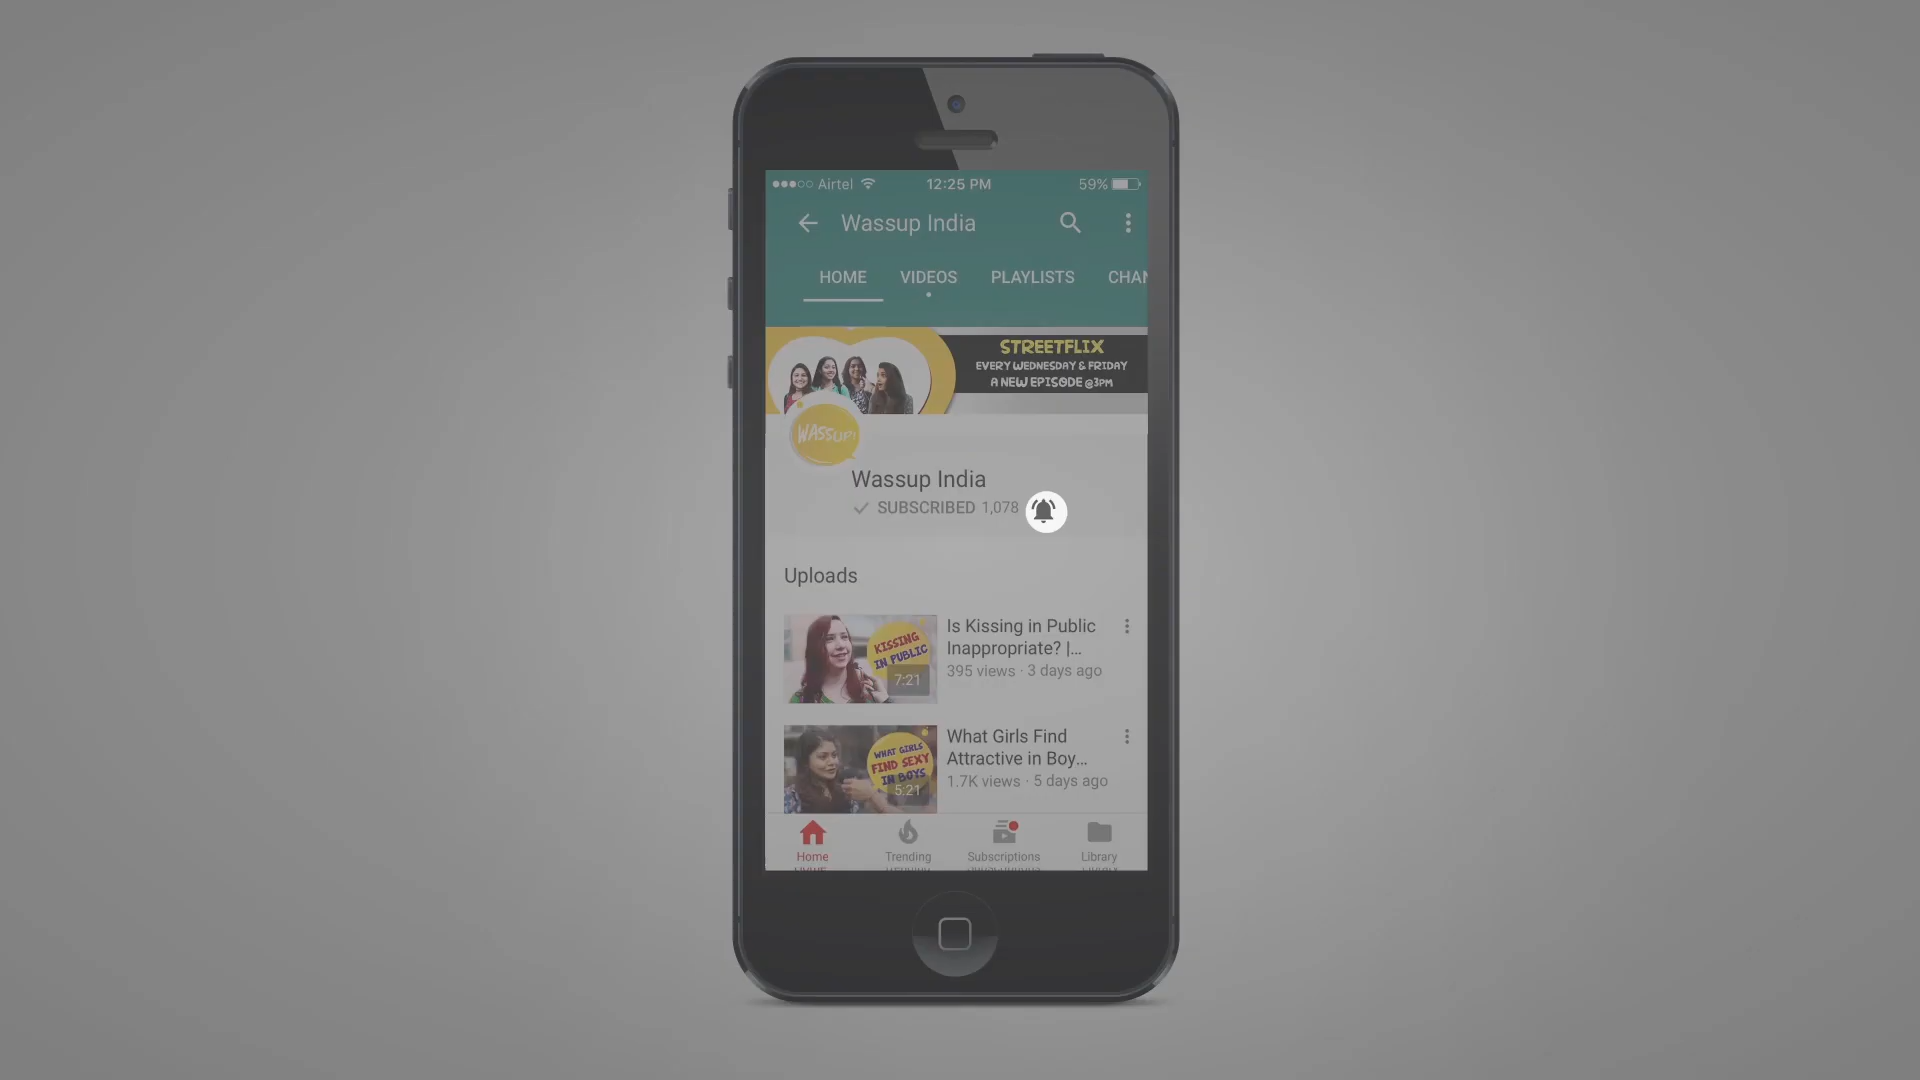 Airtel 12:25 PM 59%
Wassup India
HOME VIDEOS PLAYLISTS CHAN
STREETFLIX
EVERY WEDNESDAY & FRIDAY
A NEW EPISODE @3PM
WASSUP!
Wassup India
SUBSCRIBED 1,078
Uploads
KISSING
IN PUBLIC
7:21
Is Kissing in Public
Inappropriate? |...
395 views · 3 days ago
WHAT GIRLS
FIND SEXY
IN BOYS
5:21
What Girls Find
Attractive in Boy...
1.7K views · 5 days ago
Home Trending Subscriptions Library